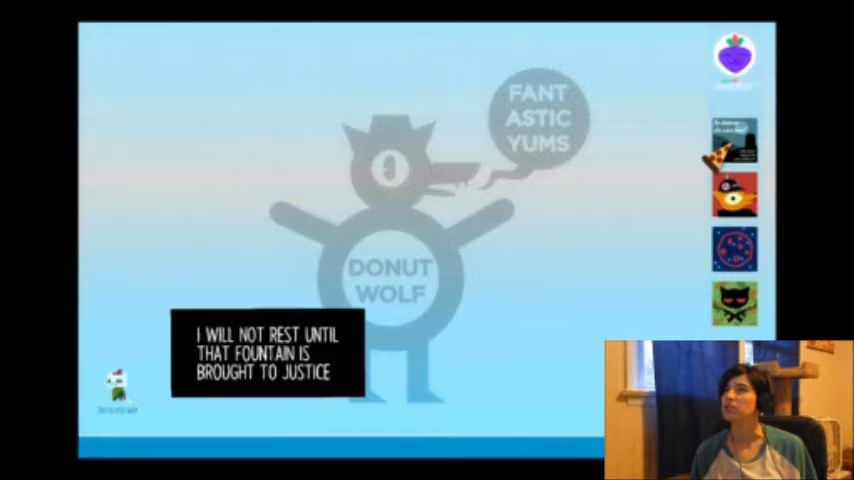 FANT
ASTIC
YUMS
DONUT
WOLF
I WILL NOT REST UNTIL
THAT FOUNTAIN IS
BROUGHT TO JUSTICE